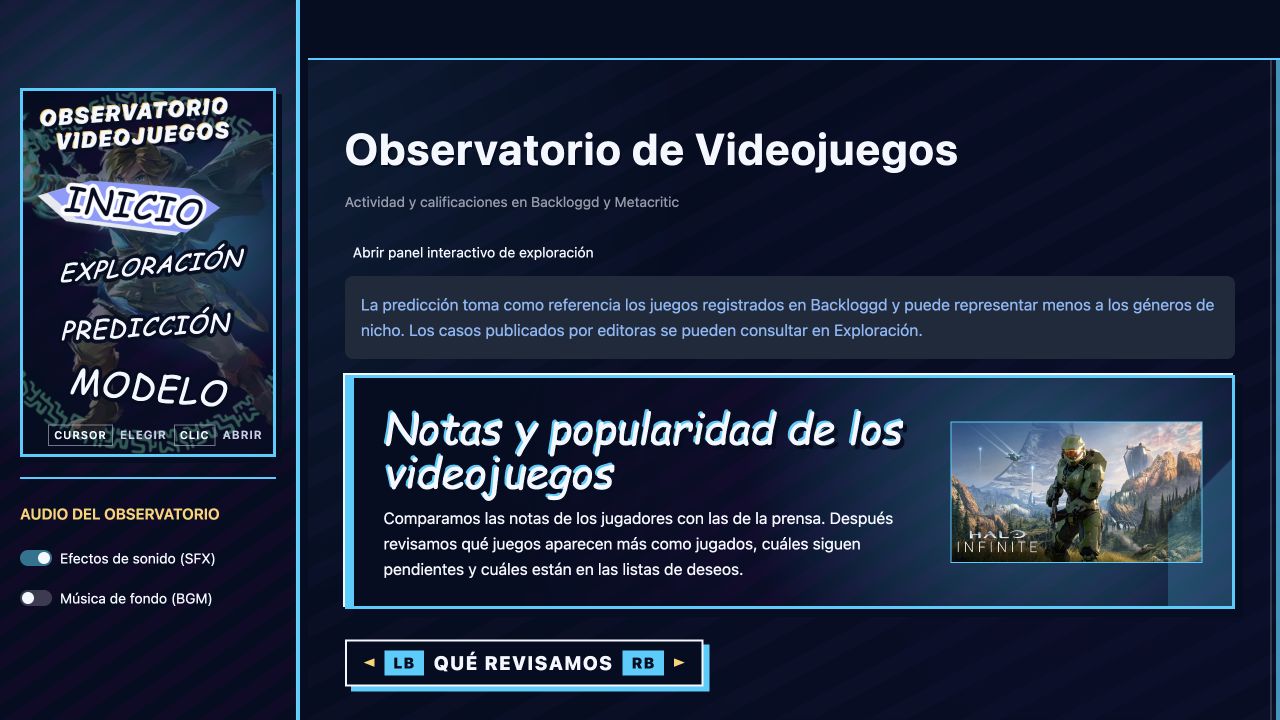 OBSERVATORIO
VIDEOJUEGOS
INICIO
EXPLORACIÓN
PREDICCIÓN
MODELO
CURSOR ELEGIR CLIC ABRIR
AUDIO DEL OBSERVATORIO
Efectos de sonido (SFX)
Música de fondo (BGM)
Observatorio de Videojuegos
Actividad y calificaciones en Backloggd y Metacritic
Abrir panel interactivo de exploración
La predicción toma como referencia los juegos registrados en Backloggd y puede representar menos a los géneros de
nicho. Los casos publicados por editoras se pueden consultar en Exploración.
Notas y popularidad de los
videojuegos
Comparamos las notas de los jugadores con las de la prensa. Después
revisamos qué juegos aparecen más como jugados, cuáles siguen
pendientes y cuáles están en las listas de deseos.
HALO
INFINITE
LB QUÉ REVISAMOS RB